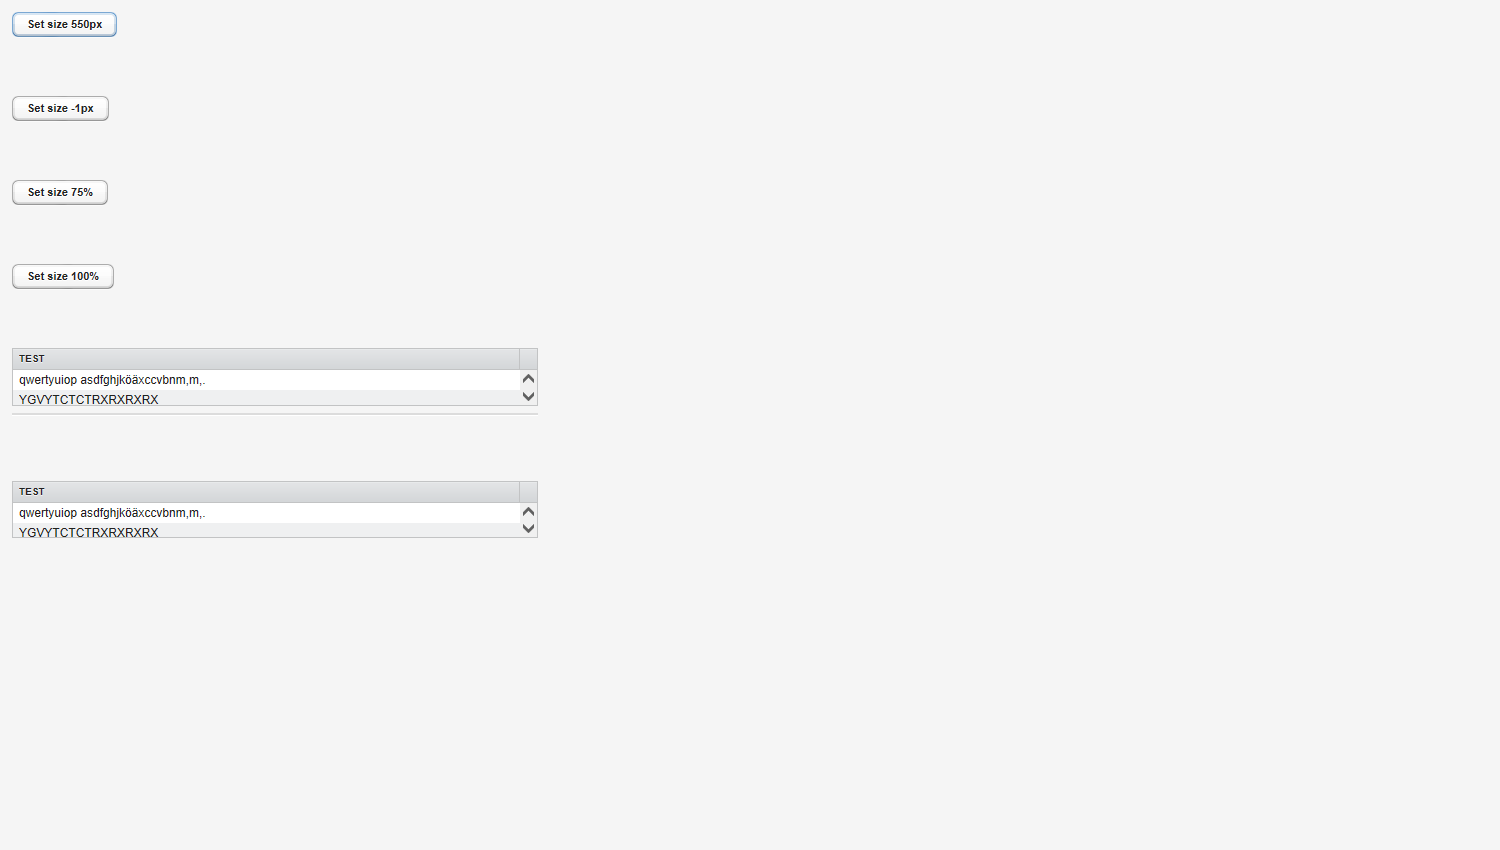 Set size 550px
Set size -1px
Set size 75%
Set size 100%
TEST
qwertyuiop asdfghjköäxccvbnm,m,.
YGVYTCTCTRXRXRXRX
TEST
qwertyuiop asdfghjköäxccvbnm,m,.
YGVYTCTCTRXRXRXRX